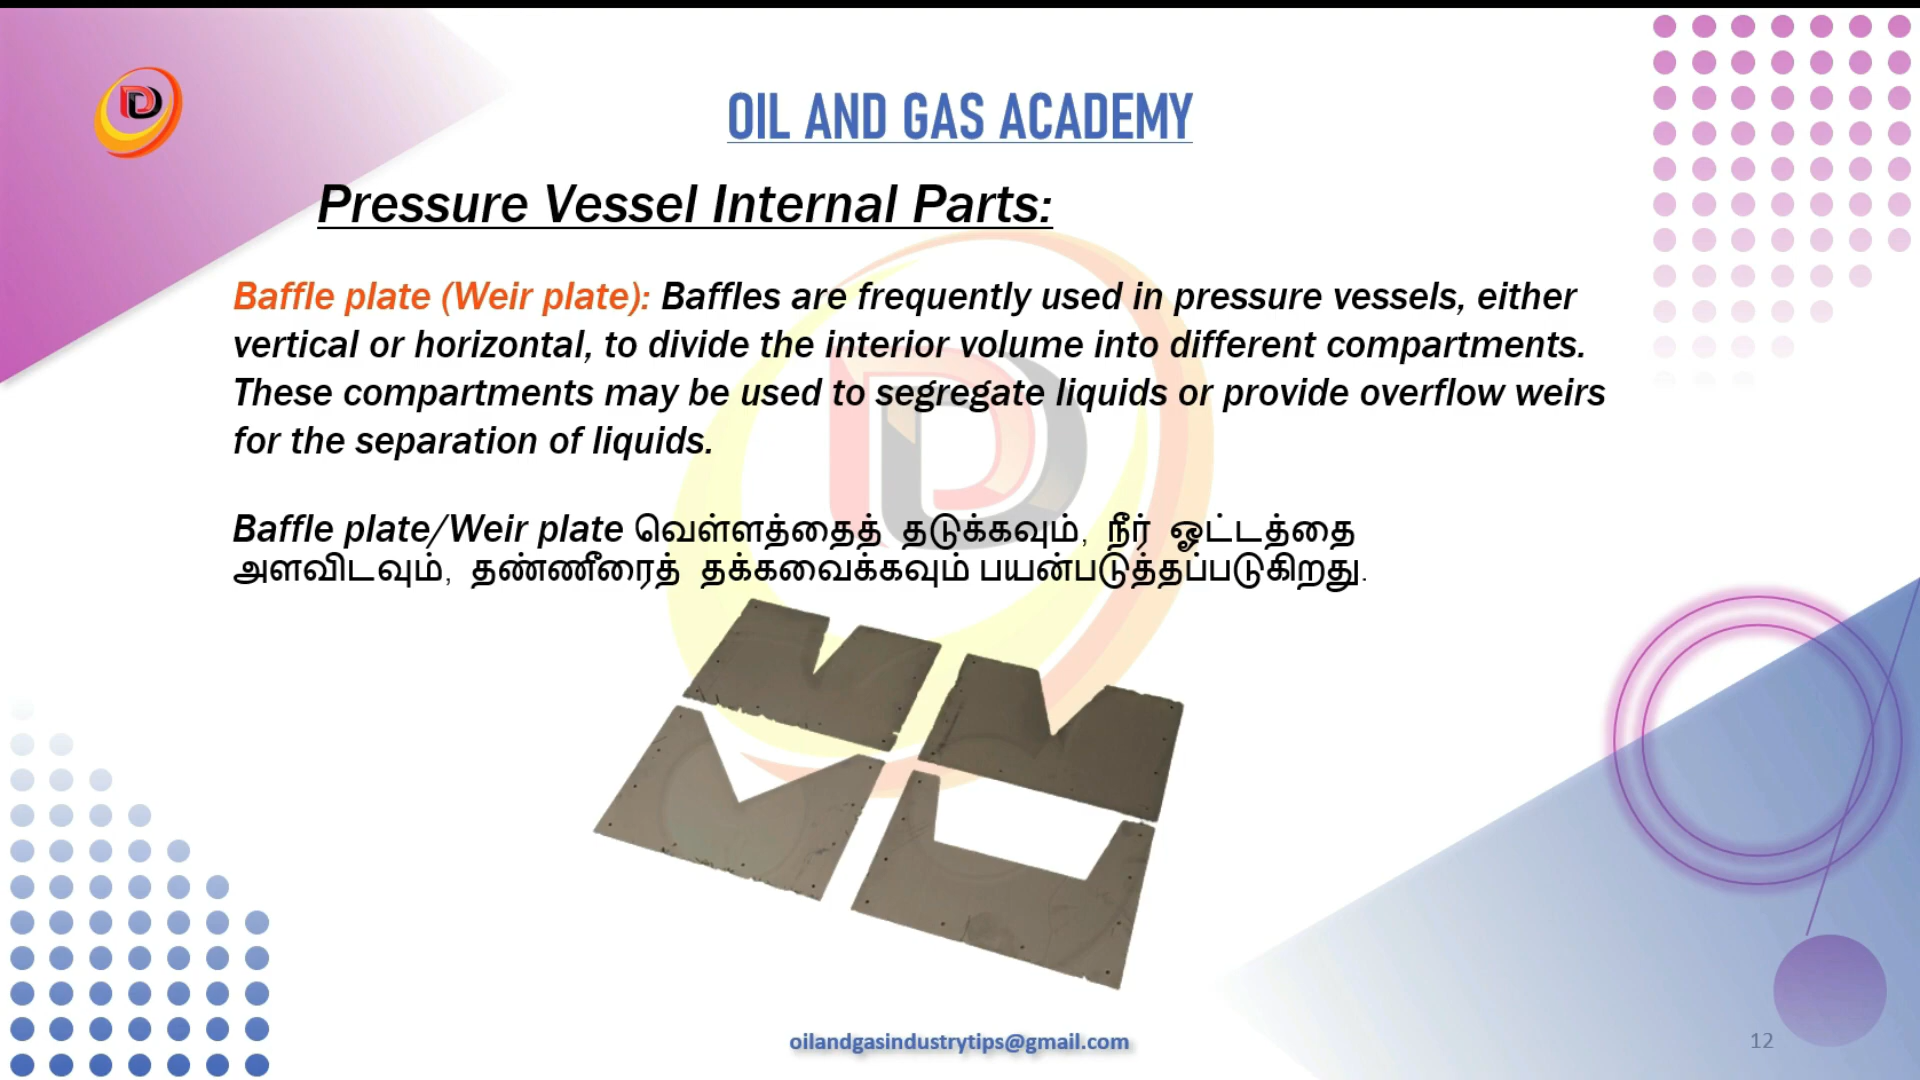 OIL AND GAS ACADEMY
Pressure Vessel Internal Parts:
Baffle plate (Weir plate): Baffles are frequently used in pressure vessels, either
vertical or horizontal, to divide the interior volume into different compartments.
These compartments may be used to segregate liquids or provide overflow weirs
for the separation of liquids.
Baffle plate/Weir plate வெள்ளத்தைத் தடுக்கவும், நீர் ஓட்டத்தை
அளவிடவும், தண்ணீரைத் தக்கவைக்கவும் பயன்படுத்தப்படுகிறது.
oilandgasindustrytips@gmail.com
12